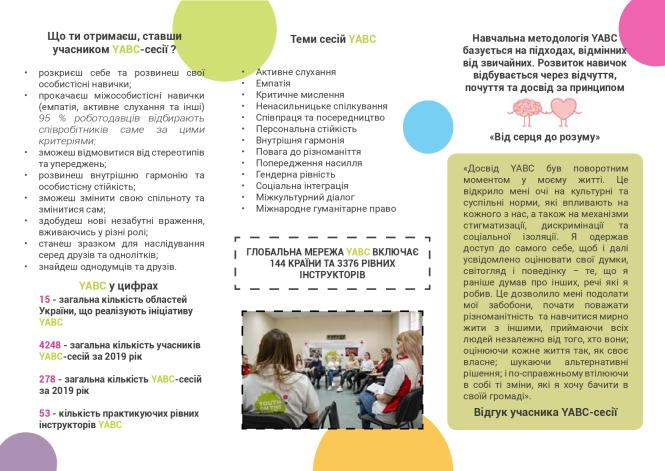 Що ти отримаєш, ставши
учасником YABC-сесії ?
• розкриєш себе та розвинеш свої
особистісні навички;
• прокачаєш міжособистісні навички
(емпатія, активне слухання та інші)
95 % роботодавців відбирають
співробітників саме за цими
критеріями;
• зможеш відмовитися від стереотипів
та упереджень;
• розвинеш внутрішню гармонію та
особистісну стійкість;
• зможеш змінити свою спільноту та
змінитися сам;
• здобудеш нові незабутні враження,
вживаючись у різні ролі;
• станеш зразком для наслідування
серед друзів та однолітків;
• знайдеш однодумців та друзів.
YABC у цифрах
15 - загальна кількість областей
України, що реалізують ініціативу
YABC
4248 - загальна кількість учасників
YABC-сесій за 2019 рік
278 - загальна кількість YABC-сесій
за 2019 рік
53 - кількість практикуючих рівних
інструкторів YABC
Теми сесій YABC
• Активне слухання
• Емпатія
• Критичне мислення
• Ненасильницьке спілкування
• Співпраця та посередництво
• Персональна стійкість
• Внутрішня гармонія
• Повага до різноманіття
• Попередження насилля
• Гендерна рівність
• Соціальна інтеграція
• Міжкультурний діалог
• Міжнародне гуманітарне право
ГЛОБАЛЬНА МЕРЕЖА YABC ВКЛЮЧАЄ
144 КРАЇНИ ТА 3376 РІВНИХ
ІНСТРУКТОРІВ
YOUTH
ON THE
Навчальна методологія YABC
базується на підходах, відмінних
від звичайних. Розвиток навичок
відбувається через відчуття,
почуття та досвід за принципом
«Від серця до розуму»
«Досвід YABC був поворотним
моментом у моєму житті. Це
відкрило мені очі на культурні та
суспільні норми, які впливають на
кожного з нас, а також на механізми
стигматизації, дискримінації та
соціальної ізоляції. Я одержав
доступ до самого себе, щоб і далі
усвідомлено оцінювати свої думки,
світогляд і поведінку – те, що я
раніше думав про інших, речі які я
робив. Це дозволило мені подолати
мої забобони, почати поважати
різноманітність та навчитися мирно
жити з іншими, приймаючи всіх
людей незалежно від того, хто вони;
оцінюючи кожне життя так, як своє
власне; шукаючи альтернативні
рішення; і по-справжньому втілюючи
в собі ті зміни, які я хочу бачити в
своїй громаді».
Відгук учасника YABC-сесії